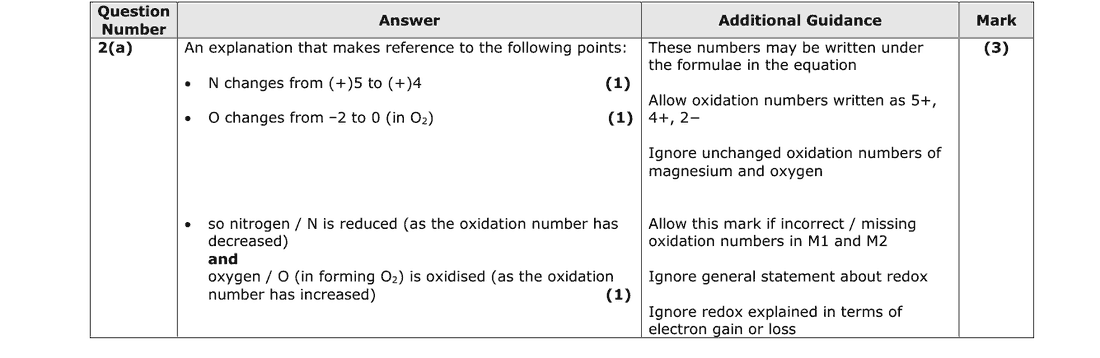 Question Number
Answer
Additional Guidance
Mark
2(a)
An explanation that makes reference to the following points:
• N changes from (+)5 to (+)4 (1)
• O changes from –2 to 0 (in O₂) (1)
• so nitrogen / N is reduced (as the oxidation number has
decreased)
and
oxygen / O (in forming O₂) is oxidised (as the oxidation
number has increased) (1)
These numbers may be written under
the formulae in the equation
Allow oxidation numbers written as 5+,
4+, 2−
Ignore unchanged oxidation numbers of
magnesium and oxygen
Allow this mark if incorrect / missing
oxidation numbers in M1 and M2
Ignore general statement about redox
Ignore redox explained in terms of
electron gain or loss
(3)